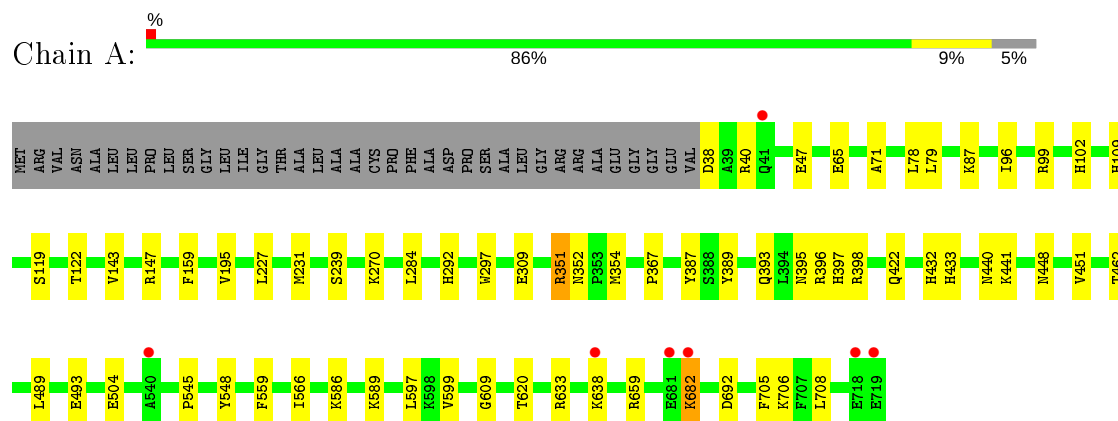 %
Chain A:
86% 9% 5%
MET ARG VAL ASN ALA LEU LEU PRO LEU SER GLY LEU ILE GLY THR ALA LEU ALA ALA CYS PRO PHE ALA ASP PRO SER ALA LEU GLY ARG ARG ALA GLU GLY GLY GLU VAL D38 A39 R40 Q41 E47 E65 A71 L78 L79 K87 I96 R99 H102
S119 T122 V143 R147 F159 V195 L227 M231 S239 K270 L284 H292 W297 E309 R351 N352 P353 M354 P367 Y387 S388 Y389 Q393 L394 N395 R396 H397 R398 Q422 H432 H433 N440 K441 N448 V451
L489 E493 E504 A540 P545 Y548 F559 I566 K586 K589 L597 K598 V599 G609 T620 R633 K638 R659 E681 K682 D692 F705 K706 F707 L708 E718 E719